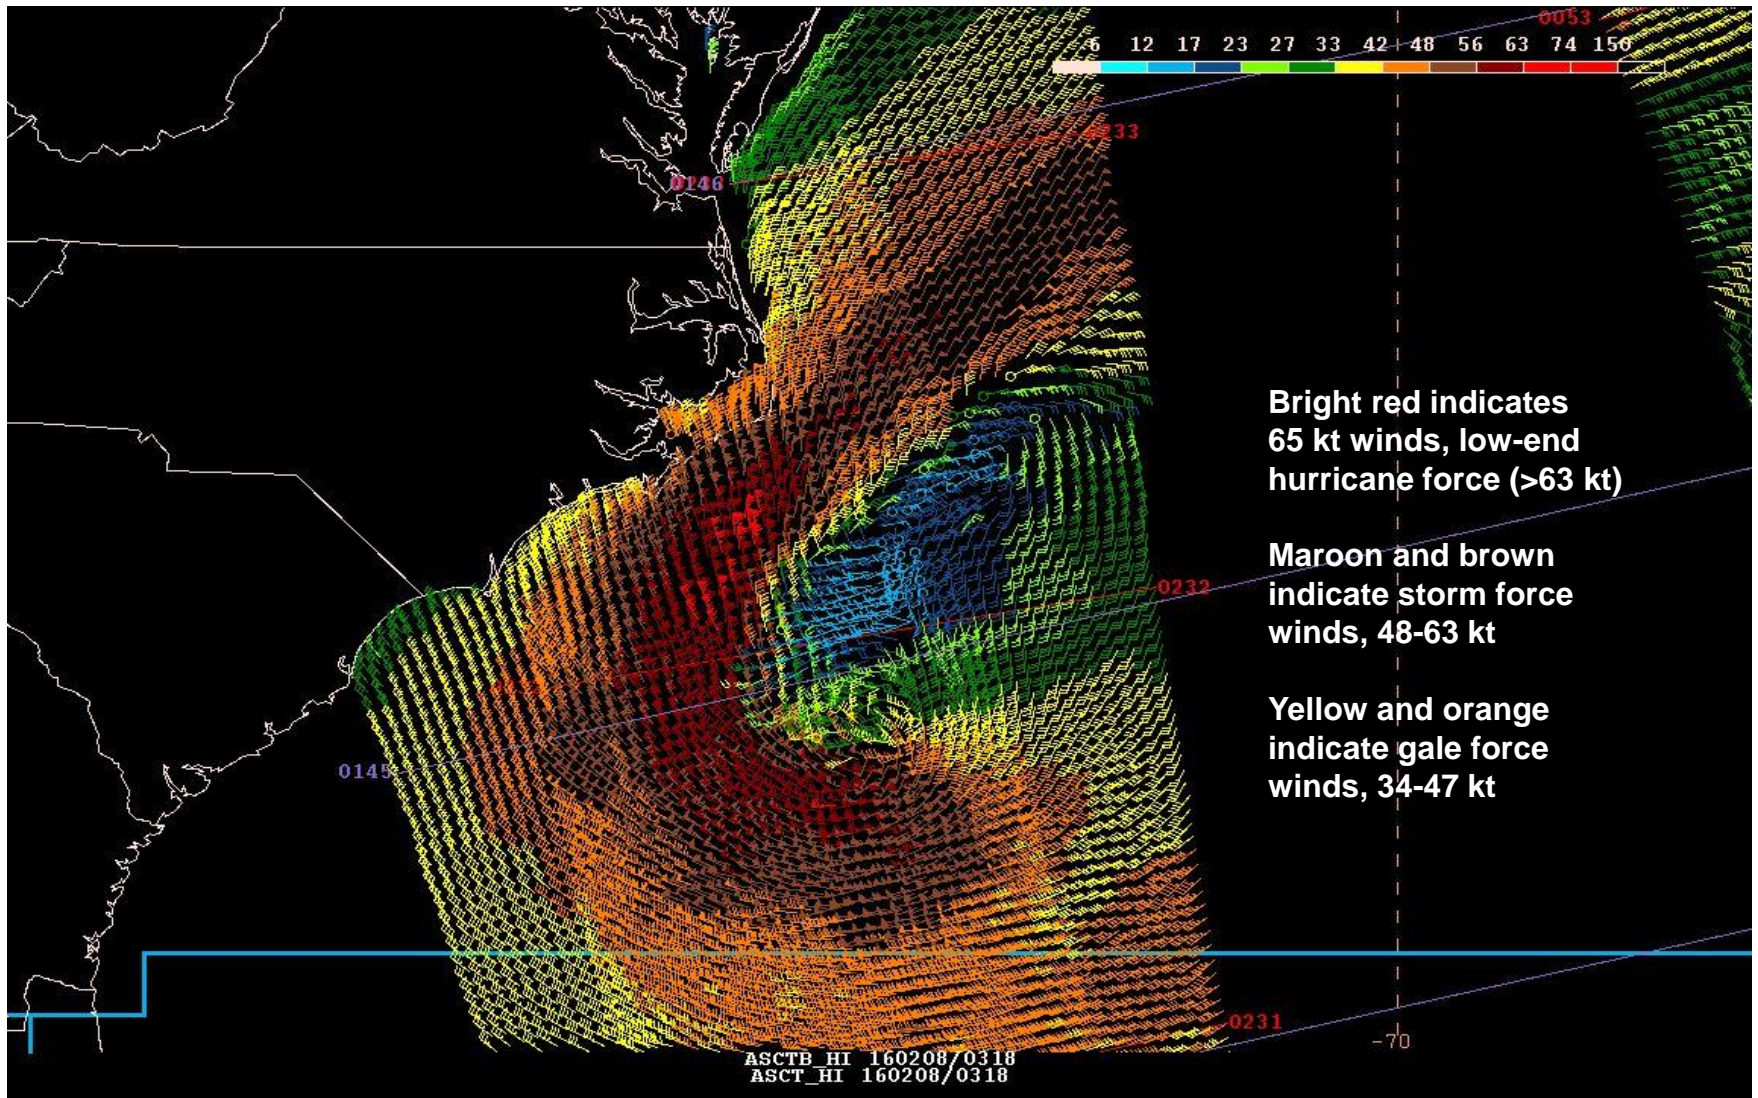 0053
6 12 17 23 27 33 42 48 56 63 74 150
0233
0146
Bright red indicates
65 kt winds, low-end
hurricane force (>63 kt)
Maroon and brown
indicate storm force
winds, 48-63 kt
0232
Yellow and orange
indicate gale force
winds, 34-47 kt
0145
0231
-70
ASCTB_HI 160208/0318
ASCT_HI 160208/0318